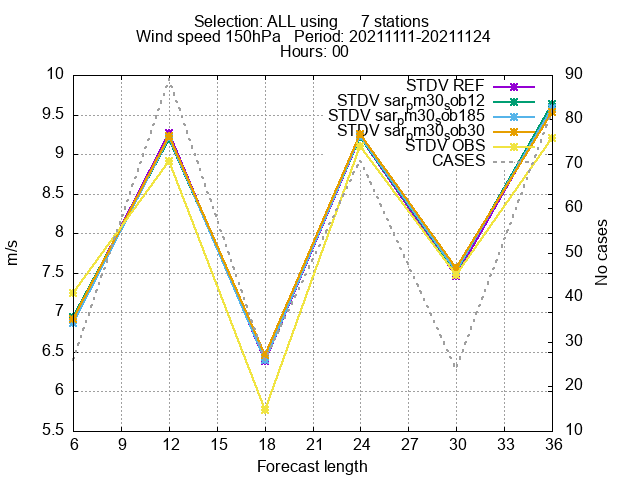 Selection: ALL using 7 stations
Wind speed 150hPa Period: 20211111-20211124
Hours: 00
10
9.5
9
8.5
8
7.5
7
6.5
6
5.5
m/s
90
80
70
60
50
40
30
20
10
No cases
STDV REF
STDV sarpm30sob12
STDV sarpm30sob185
STDV sarpm30sob30
STDV OBS
CASES
6 9 12 15 18 21 24 27 30 33 36
Forecast length